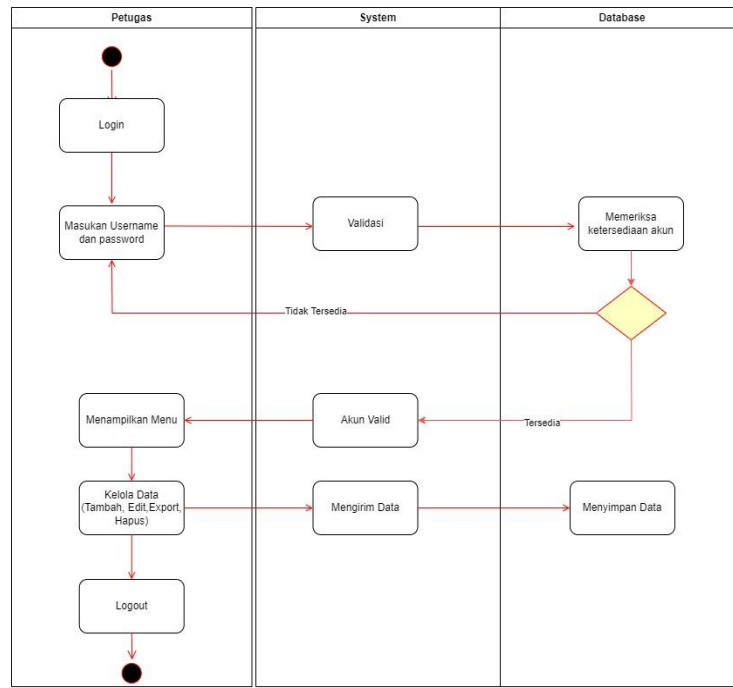 Petugas
System
Database
Login
Masukan Username
dan password
Validasi
Memeriksa
ketersediaan akun
Tidak Tersedia
Menampilkan Menu
Akun Valid
Tersedia
Kelola Data
(Tambah, Edit,Export,
Hapus)
Mengirim Data
Menyimpan Data
Logout